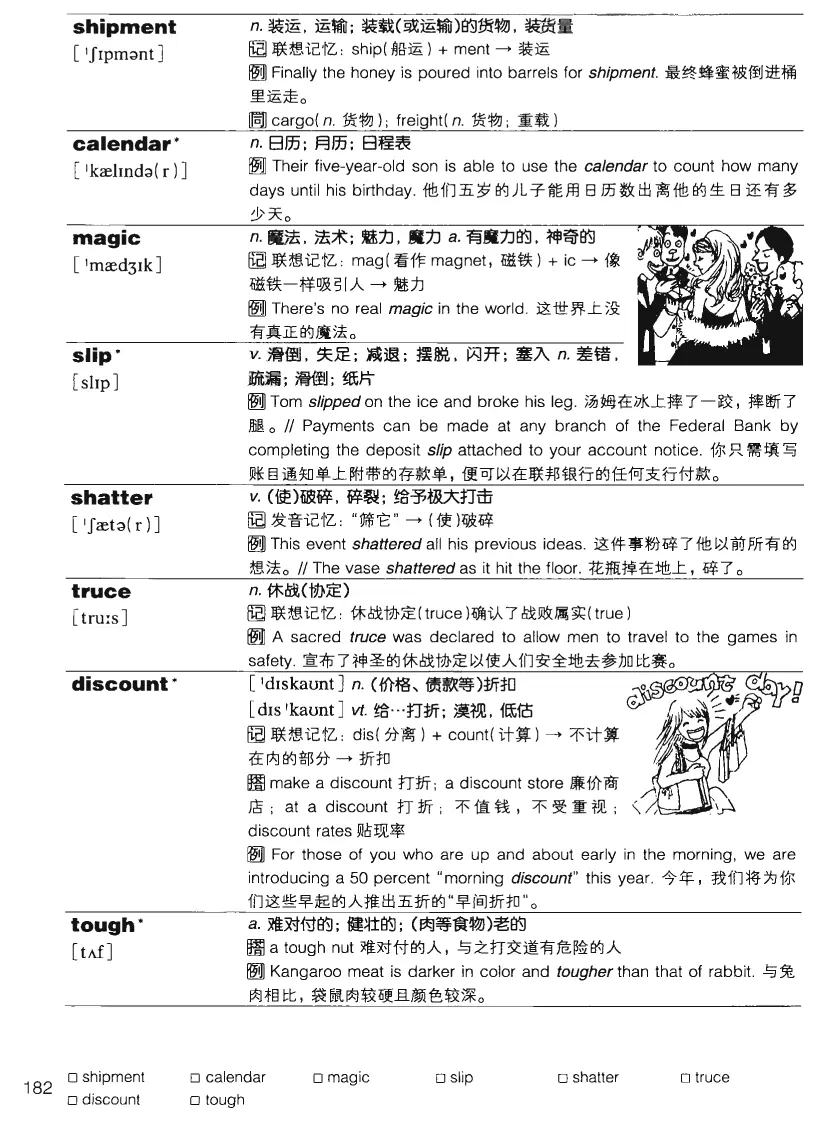 shipment n. 装运, 运输; 装载(或运输)的货物, 装货量
[ˈʃɪpmənt] 记 联想记忆: ship(船运) + ment → 装运
例 Finally the honey is poured into barrels for shipment. 最终蜂蜜被倒进桶
里运走。
同 cargo(n. 货物); freight(n. 货物; 重载)
calendar* n. 日历; 月历; 日程表
[ˈkælɪndə(r)] 例 Their five-year-old son is able to use the calendar to count how many
days until his birthday. 他们五岁的儿子能用日历数出离他的生日还有多
少天。
magic n. 魔法, 法术; 魅力, 魔力 a. 有魔力的, 神奇的
[ˈmædʒɪk] 记 联想记忆: mag(看作 magnet, 磁铁) + ic → 像
磁铁一样吸引人 → 魅力
例 There's no real magic in the world. 这世界上没
有真正的魔法。
slip* v. 滑倒, 失足; 减退; 摆脱, 闪开; 塞入 n. 差错,
[slɪp] 疏漏; 滑倒; 纸片
例 Tom slipped on the ice and broke his leg. 汤姆在冰上摔了一跤, 摔断了
腿。// Payments can be made at any branch of the Federal Bank by
completing the deposit slip attached to your account notice. 你只需填写
账目通知单上附带的存款单, 便可以在联邦银行的任何支行付款。
shatter v. (使)破碎, 碎裂; 给予极大打击
[ˈʃætə(r)] 记 发音记忆: “筛它” → (使)破碎
例 This event shattered all his previous ideas. 这件事粉碎了他以前所有的
想法。// The vase shattered as it hit the floor. 花瓶掉在地上, 碎了。
truce n. 休战(协定)
[truːs] 记 联想记忆: 休战协定(truce)确认了战败属实(true)
例 A sacred truce was declared to allow men to travel to the games in
safety. 宣布了神圣的休战协定以使人们安全地去参加比赛。
discount* [ˈdɪskaʊnt] n. (价格、债款等)折扣
[dɪsˈkaʊnt] vt. 给…打折; 漠视, 低估
记 联想记忆: dis(分离) + count(计算) → 不计算
在内的部分 → 折扣
搭 make a discount 打折; a discount store 廉价商
店; at a discount 打折; 不值钱, 不受重视;
discount rates 贴现率
例 For those of you who are up and about early in the morning, we are
introducing a 50 percent “morning discount” this year. 今年, 我们将为你
们这些早起的人推出五折的“早间折扣”。
discount day!
tough* a. 难对付的; 健壮的; (肉等食物)老的
[tʌf] 搭 a tough nut 难对付的人, 与之打交道有危险的人
例 Kangaroo meat is darker in color and tougher than that of rabbit. 与兔
肉相比, 袋鼠肉较硬且颜色较深。
182 □ shipment □ calendar □ magic □ slip □ shatter □ truce
□ discount □ tough